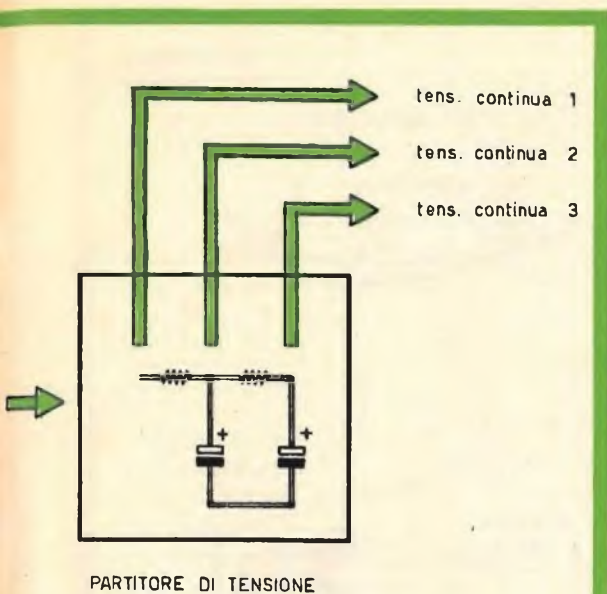 tens. continua 1
tens. continua 2
tens. continua 3
+
+
PARTITORE DI TENSIONE